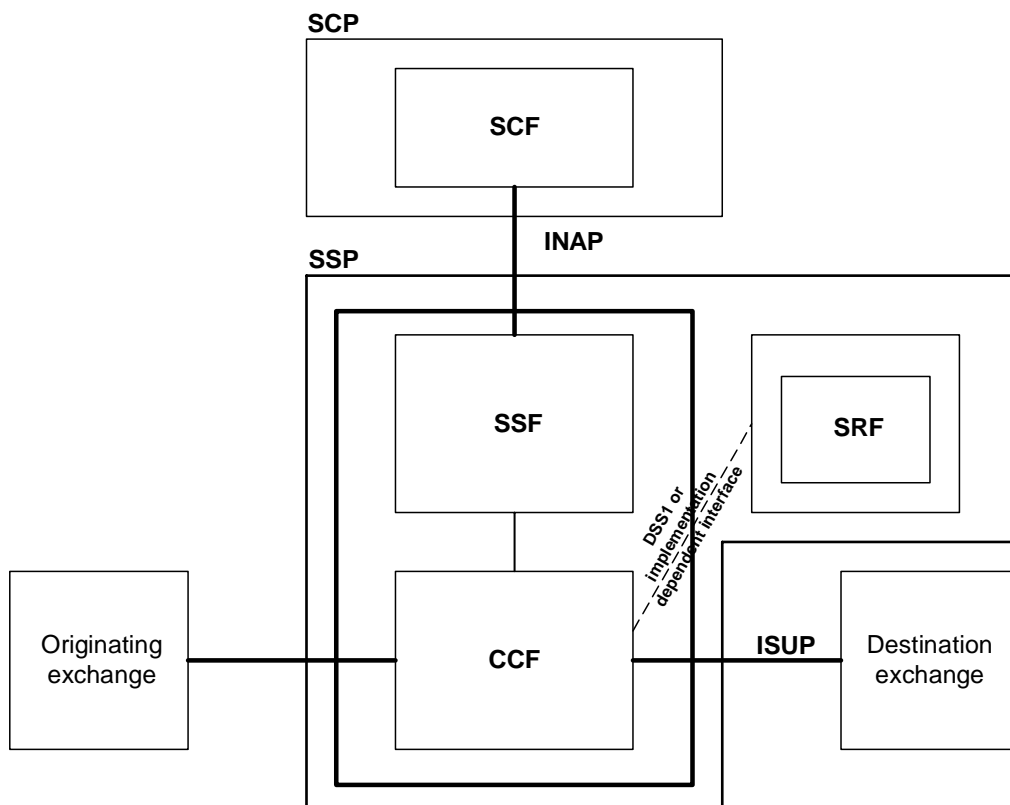 SCP
SCF
INAP
SSP
SSF
SRF
DSS1 or
implementation
dependent interface
Originating
exchange
CCF
ISUP
Destination
exchange